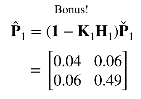 Bonus!
P̂₁ = (1 − K₁H₁)P̌₁
= [0.04 0.06
0.06 0.49]